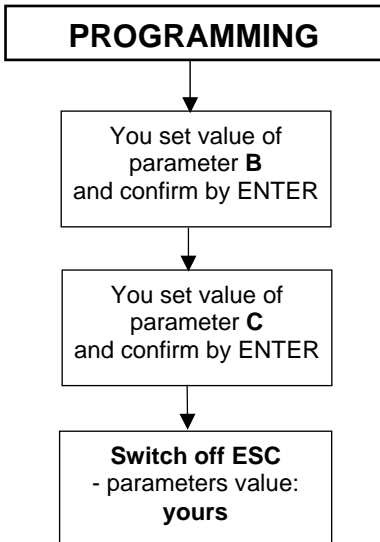 PROGRAMMING
You set value of
parameter B
and confirm by ENTER
You set value of
parameter C
and confirm by ENTER
Switch off ESC
- parameters value:
yours